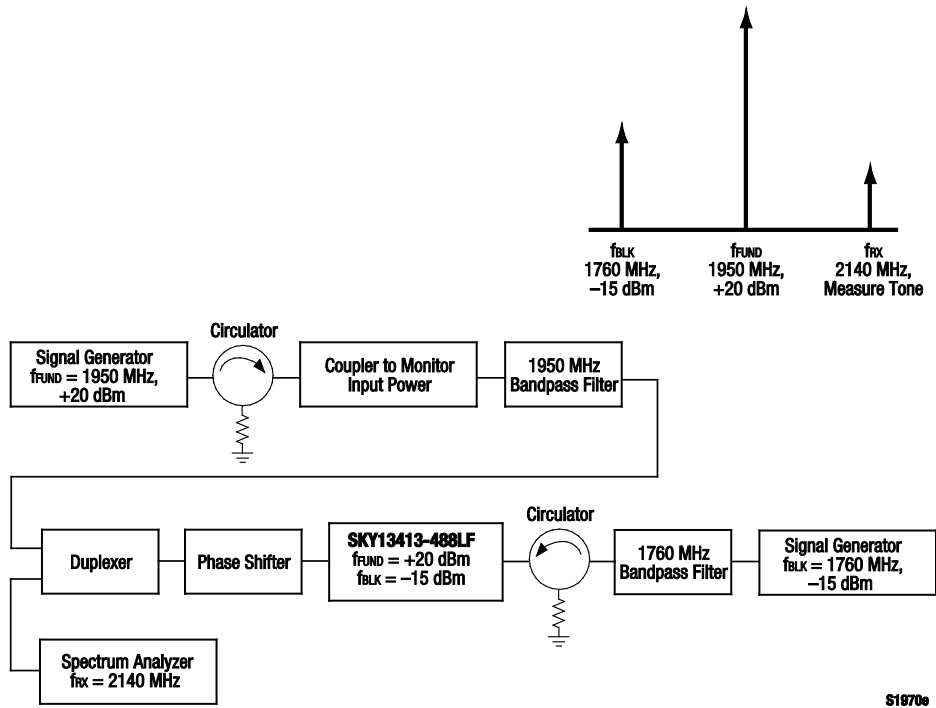 fBLK
1760 MHz,
–15 dBm
fFUND
1950 MHz,
+20 dBm
fRX
2140 MHz,
Measure Tone
Signal Generator
fFUND = 1950 MHz,
+20 dBm
Circulator
Coupler to Monitor
Input Power
1950 MHz
Bandpass Filter
Duplexer
Phase Shifter
SKY13413-488LF
fFUND = +20 dBm
fBLK = –15 dBm
Circulator
1760 MHz
Bandpass Filter
Signal Generator
fBLK = 1760 MHz,
–15 dBm
Spectrum Analyzer
fRX = 2140 MHz
S1970e